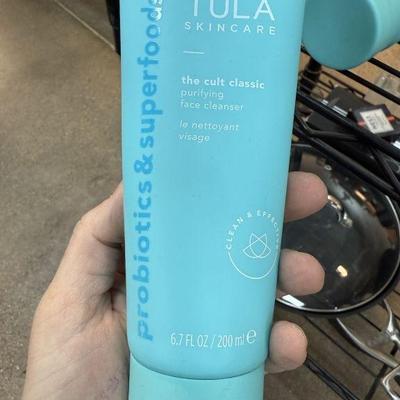 TULA
SKINCARE
the cult classic
purifying
face cleanser
le nettoyant
visage
probiotics & superfoods
CLEAN & EFFECTIVE
6.7 FL OZ / 200 ml e